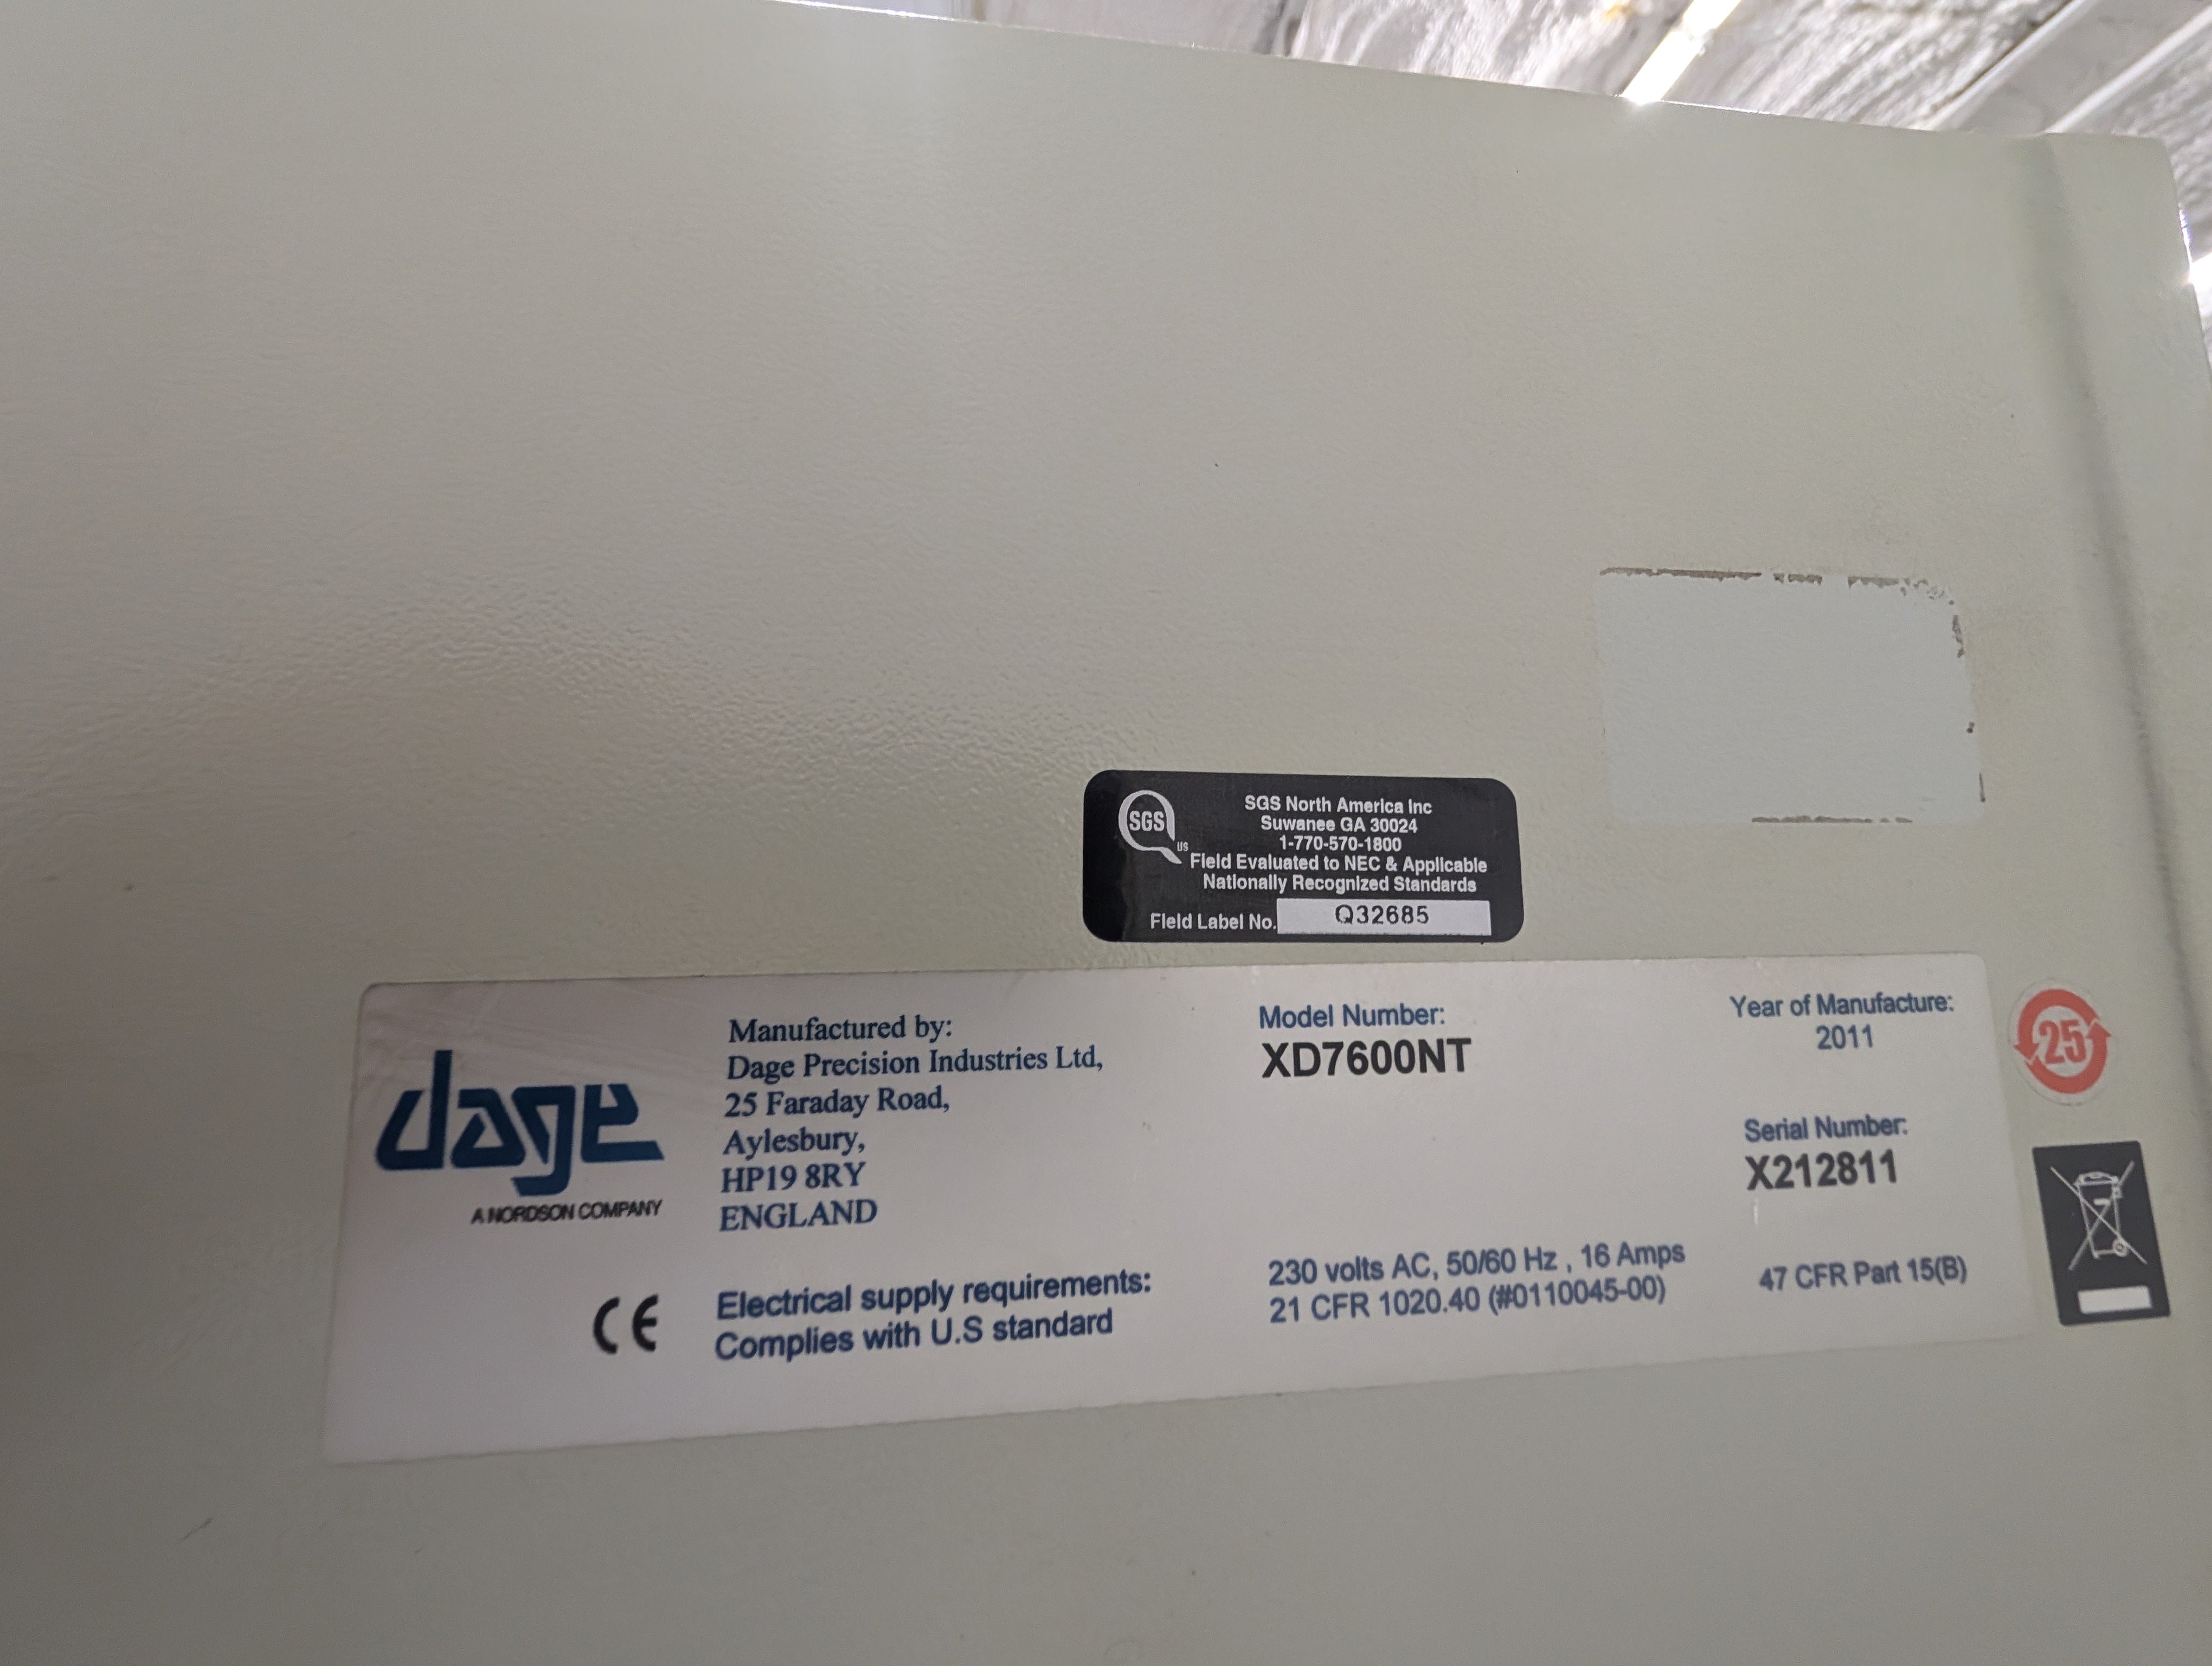 SGS
US
SGS North America Inc
Suwanee GA 30024
1-770-570-1800
Field Evaluated to NEC & Applicable
Nationally Recognized Standards
Field Label No. Q32685
dage
A NORDSON COMPANY
Manufactured by:
Dage Precision Industries Ltd,
25 Faraday Road,
Aylesbury,
HP19 8RY
ENGLAND
Model Number:
XD7600NT
Year of Manufacture:
2011
Serial Number:
X212811
CE
Electrical supply requirements:
Complies with U.S standard
230 volts AC, 50/60 Hz , 16 Amps
21 CFR 1020.40 (#0110045-00)
47 CFR Part 15(B)
25